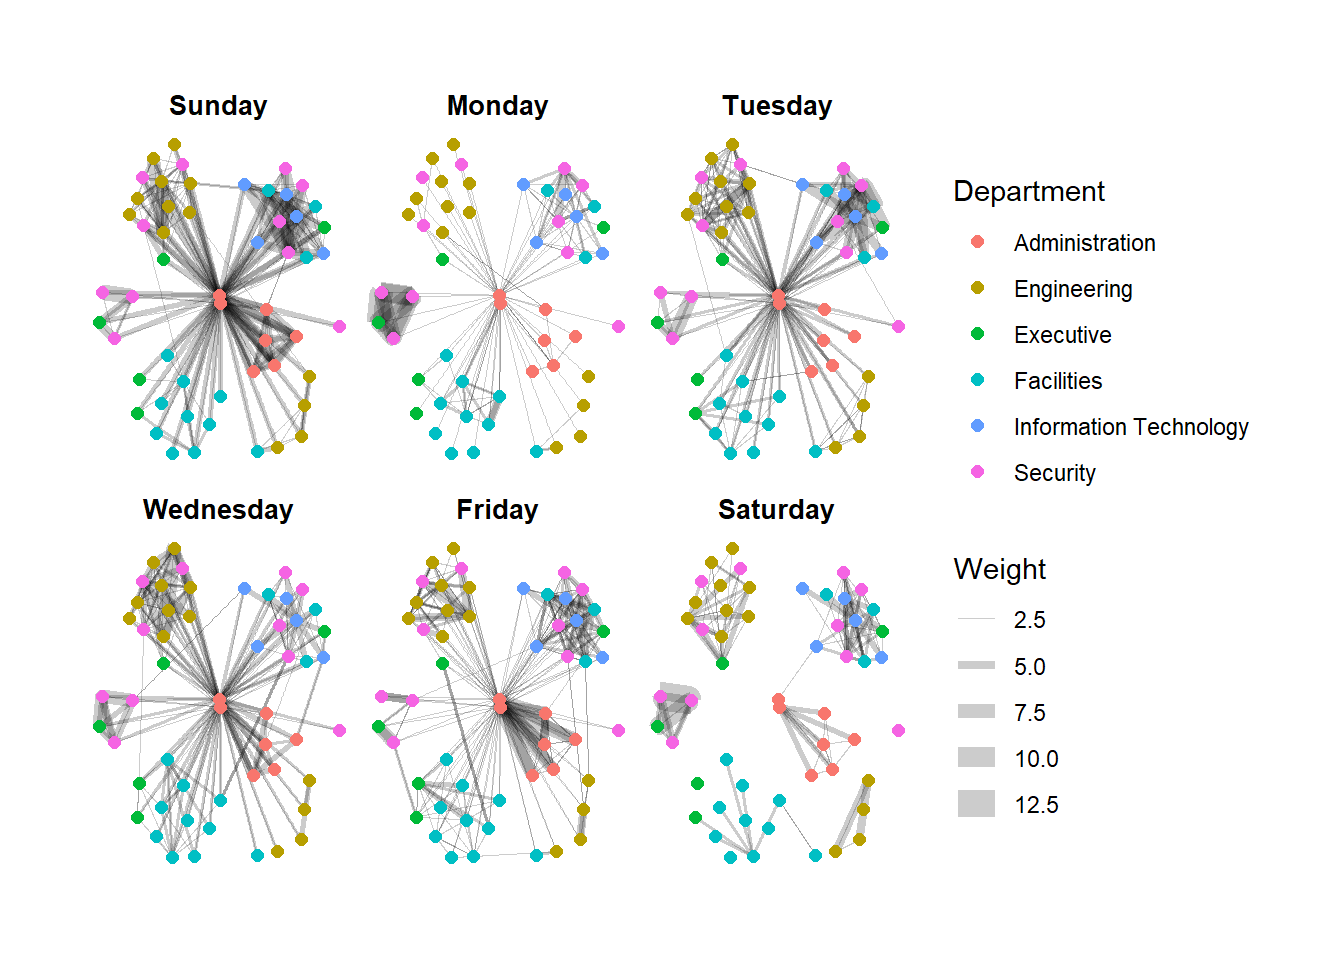 Sunday
Monday
Tuesday
Wednesday
Friday
Saturday
Department
Administration
Engineering
Executive
Facilities
Information Technology
Security
Weight
2.5
5.0
7.5
10.0
12.5